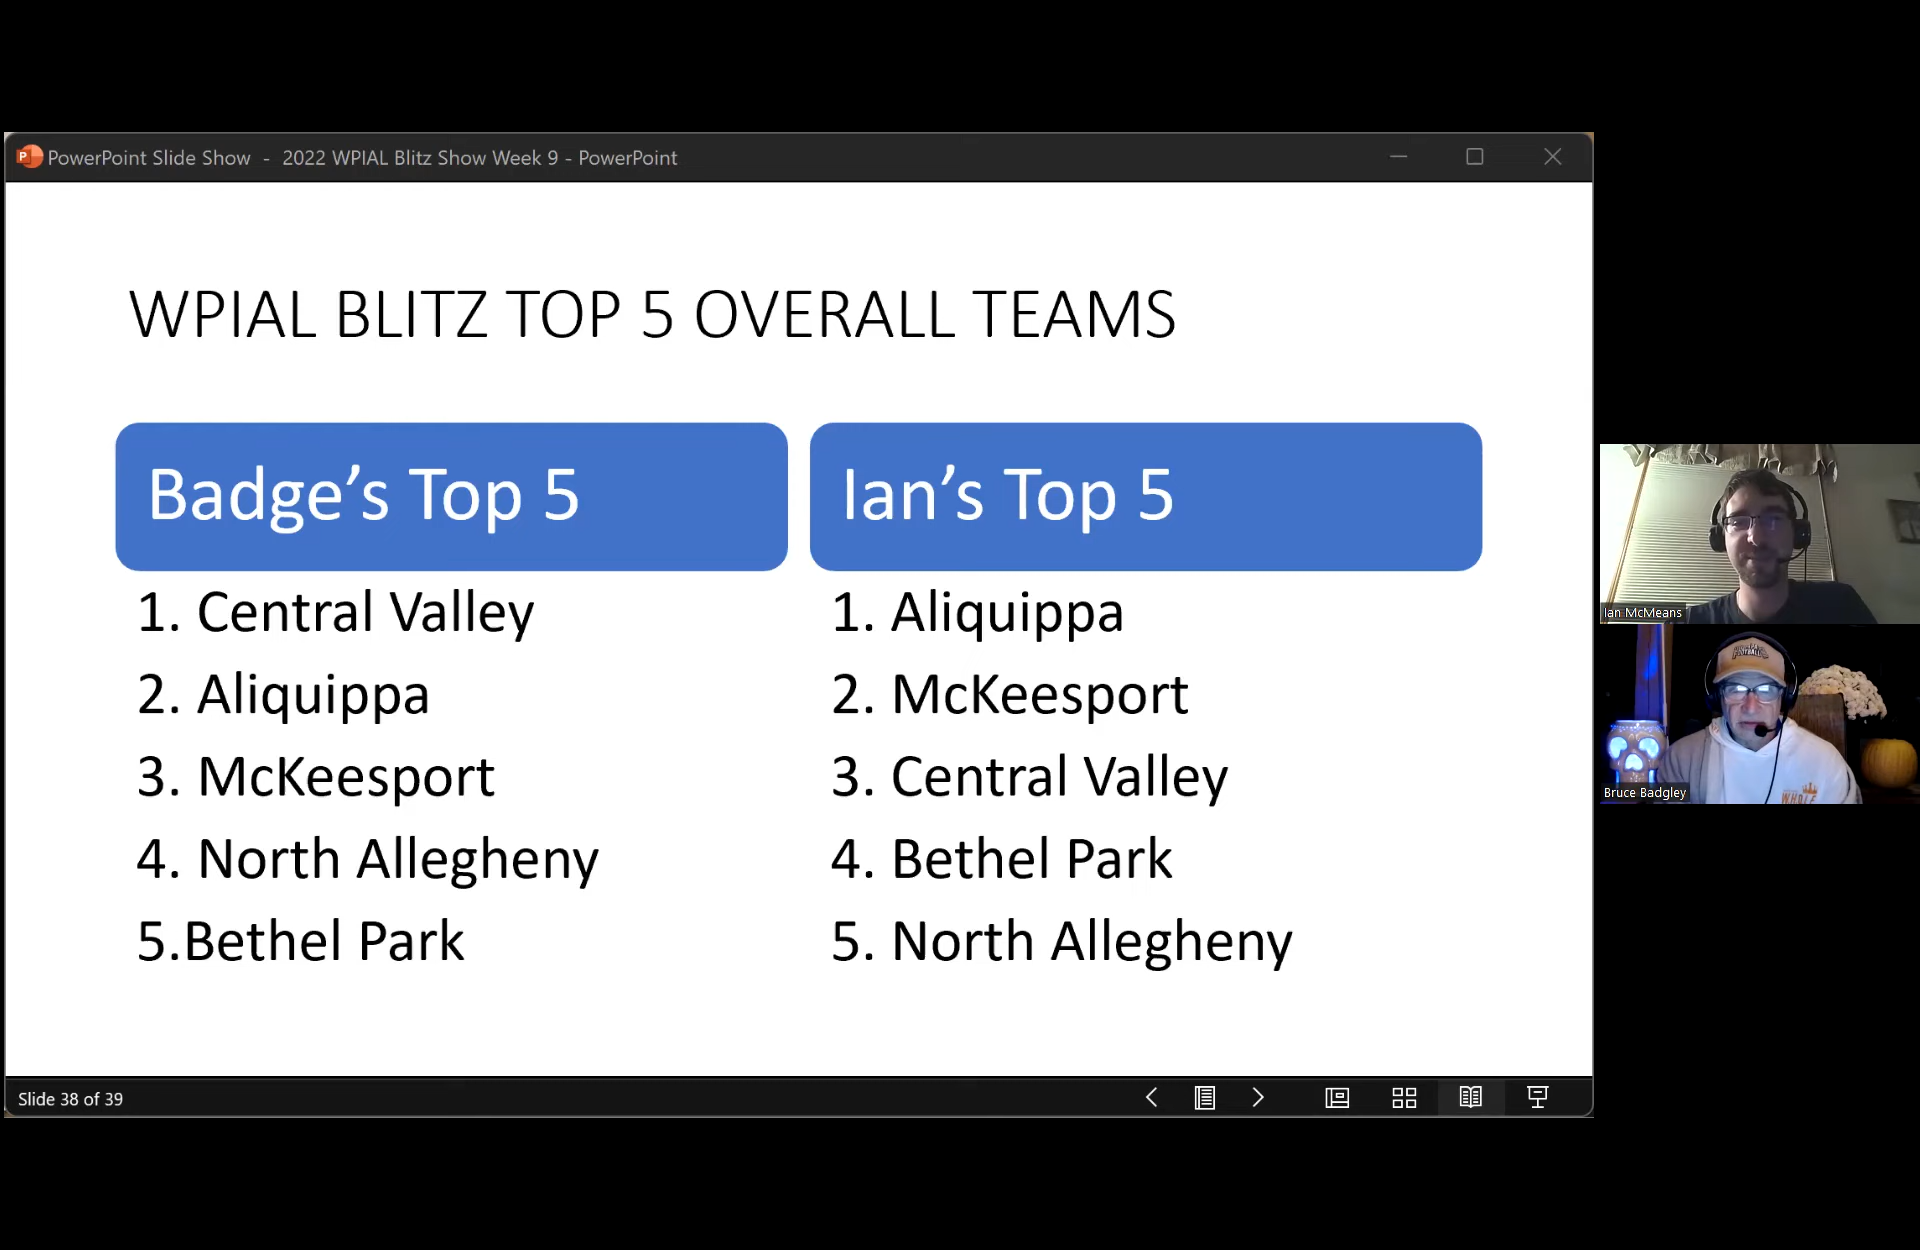 PowerPoint Slide Show - 2022 WPIAL Blitz Show Week 9 - PowerPoint
WPIAL BLITZ TOP 5 OVERALL TEAMS
Badge’s Top 5
1. Central Valley
2. Aliquippa
3. McKeesport
4. North Allegheny
5.Bethel Park
Ian’s Top 5
1. Aliquippa
2. McKeesport
3. Central Valley
4. Bethel Park
5. North Allegheny
Ian McMeans
FOOTBALL
WHOLE
Bruce Badgley
Slide 38 of 39